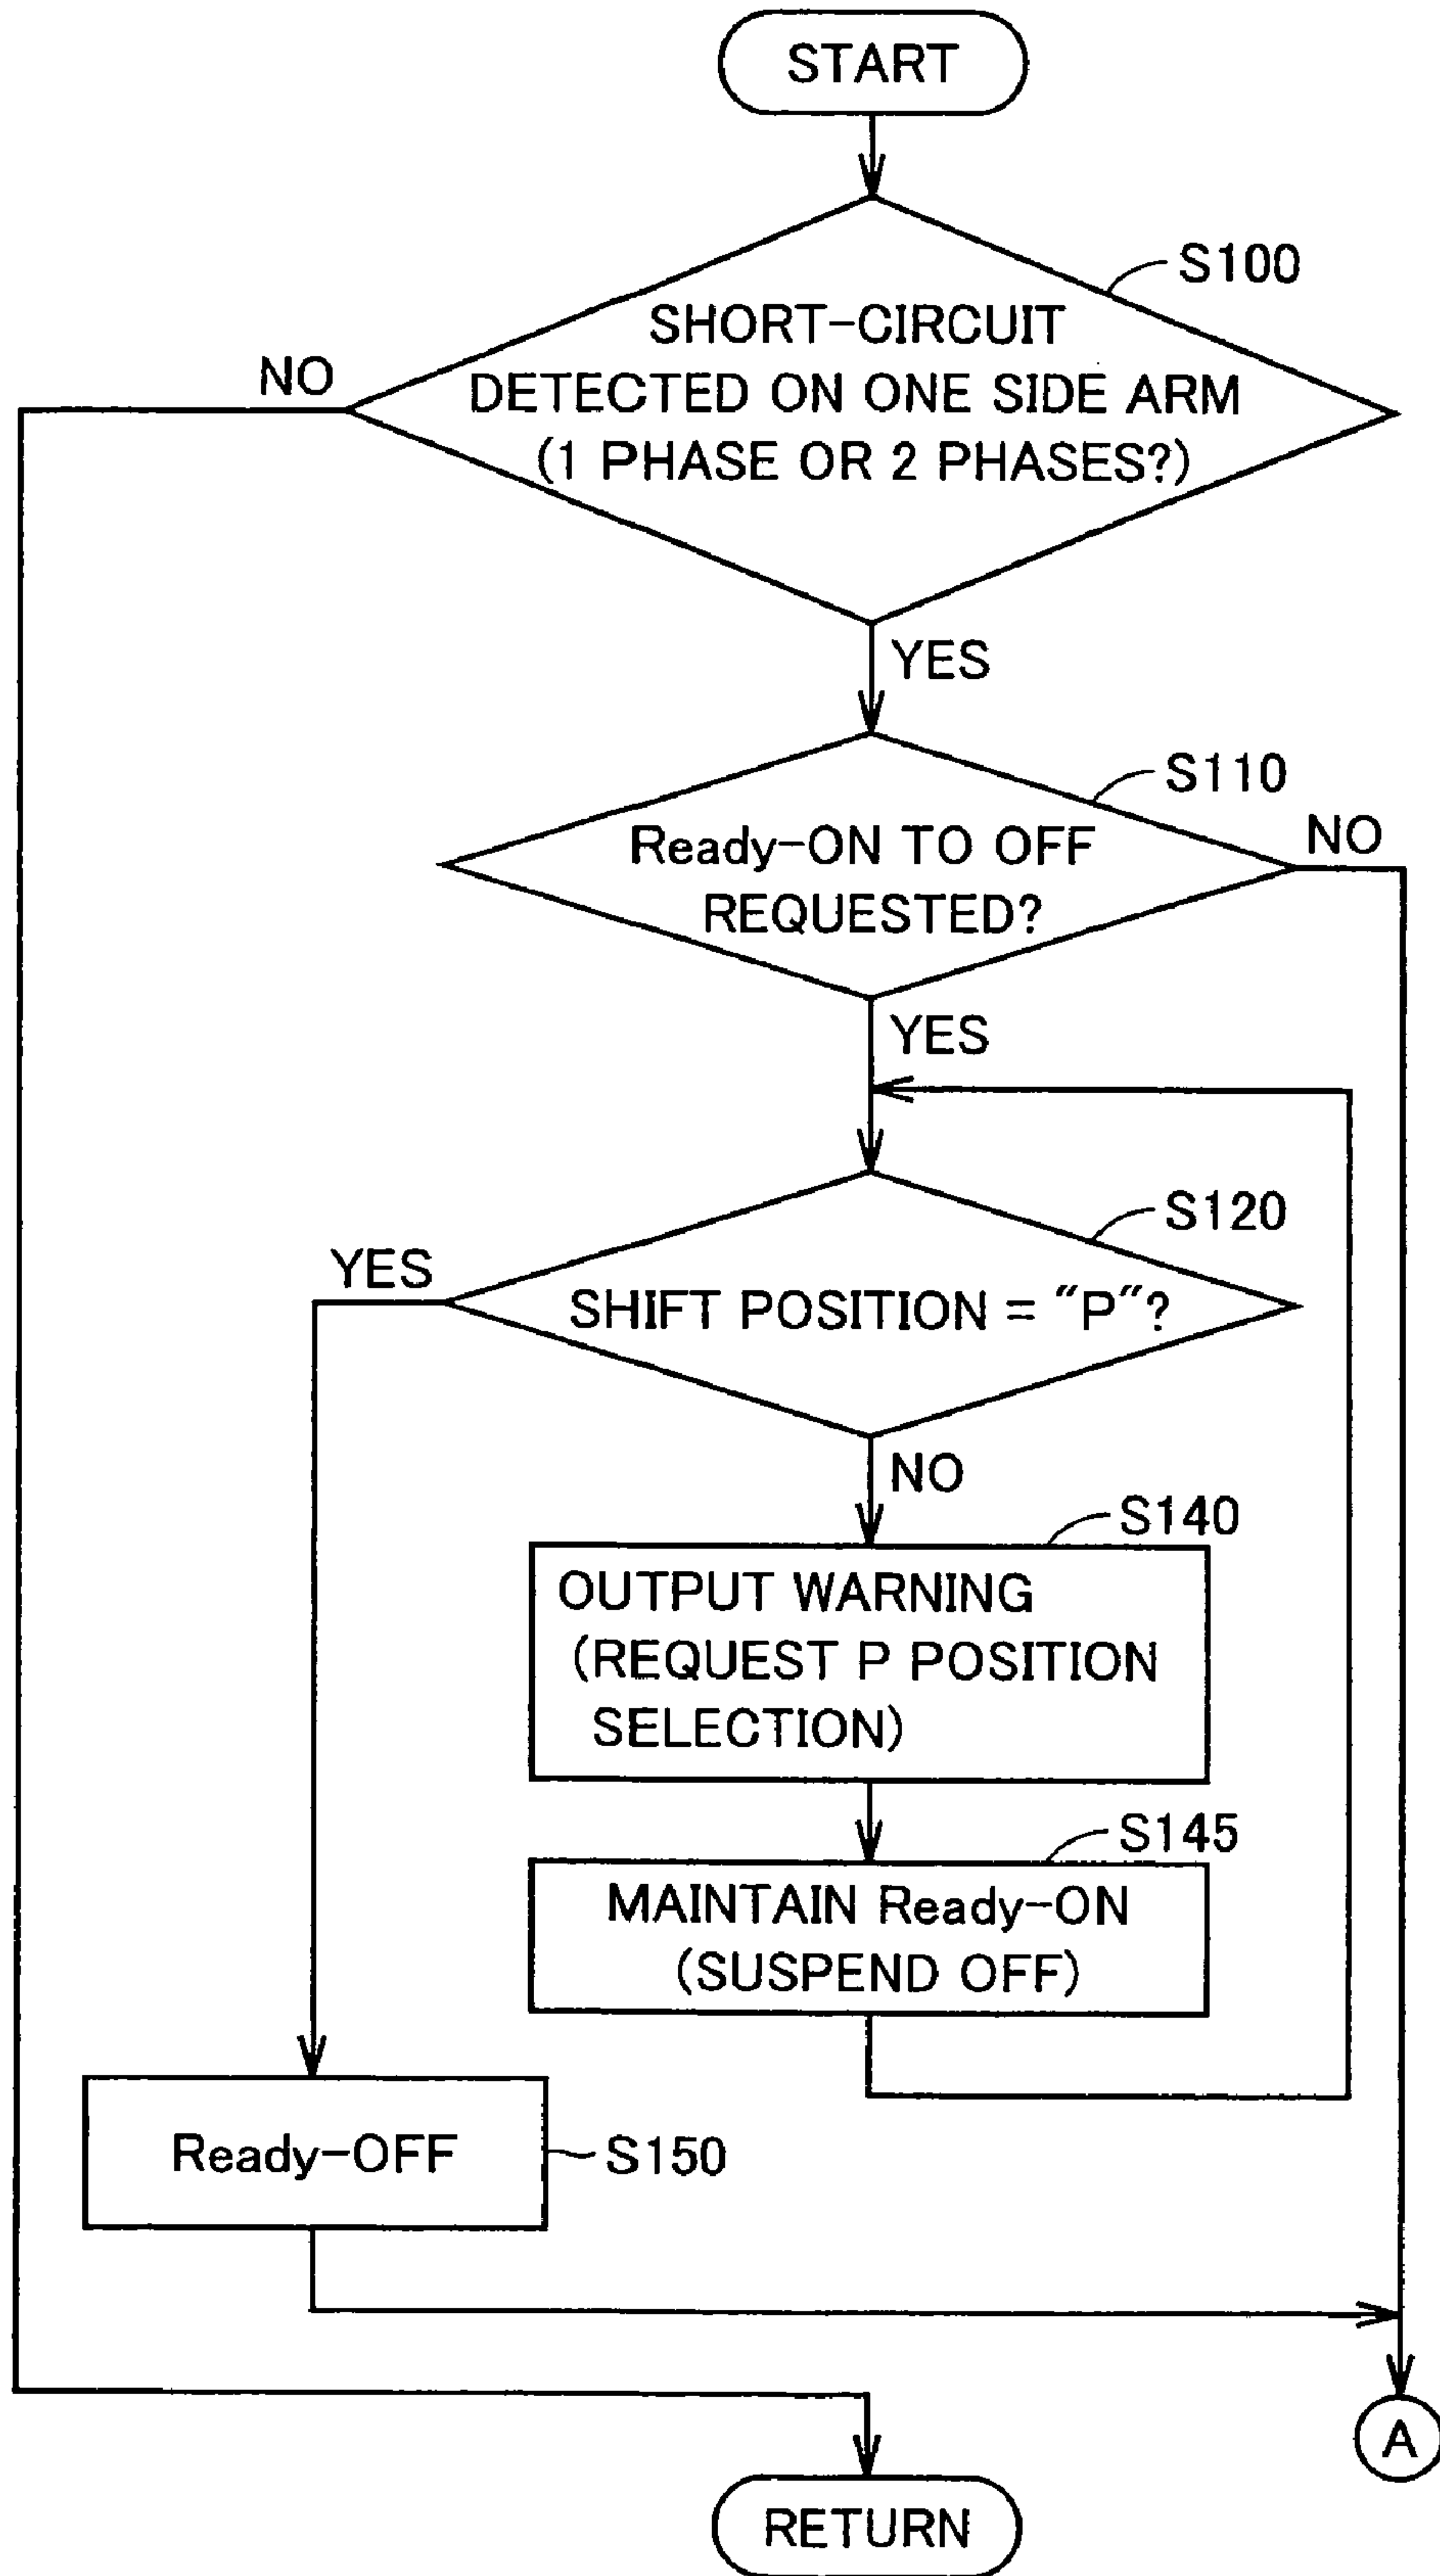 START
S100
SHORT-CIRCUIT
NO
DETECTED ON ONE SIDE ARM
(1 PHASE OR 2 PHASES?)
YES
S110
Ready-ON TO OFF
NO
REQUESTED?
YES
S120
YES
SHIFT POSITION = "P"?
NO
S140
OUTPUT WARNING
(REQUEST P POSITION
SELECTION)
S145
MAINTAIN Ready-ON
(SUSPEND OFF)
Ready-OFF
S150
A
RETURN